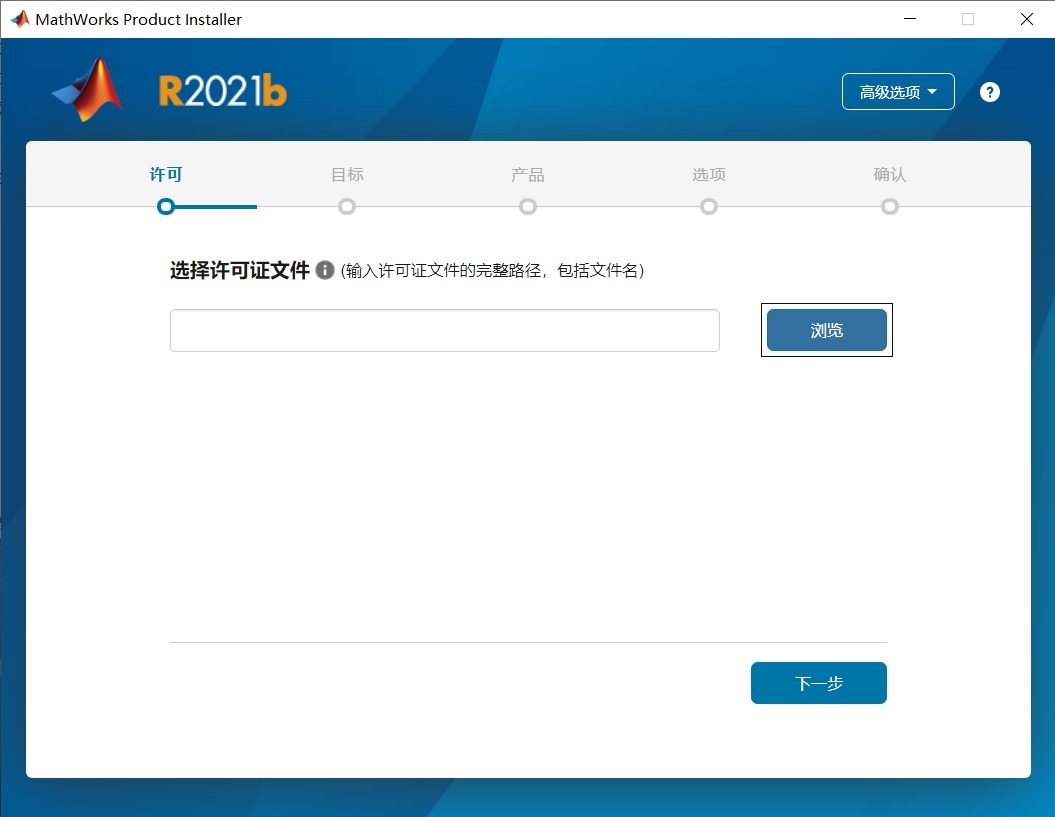 MathWorks Product Installer
R2021b
高级选项
?
许可
目标
产品
选项
确认
选择许可证文件 i (输入许可证文件的完整路径，包括文件名)
浏览
下一步